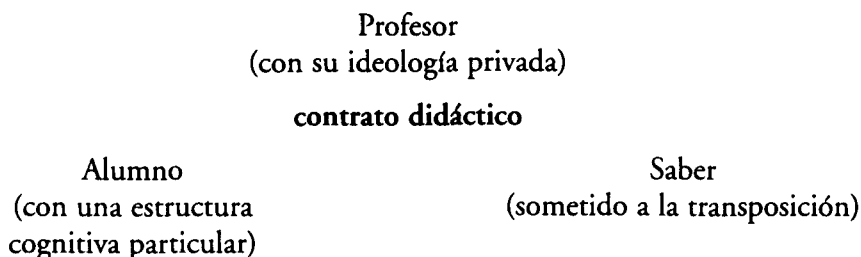 Profesor
(con su ideología privada)
contrato didáctico
Alumno
(con una estructura
cognitiva particular)
Saber
(sometido a la transposición)